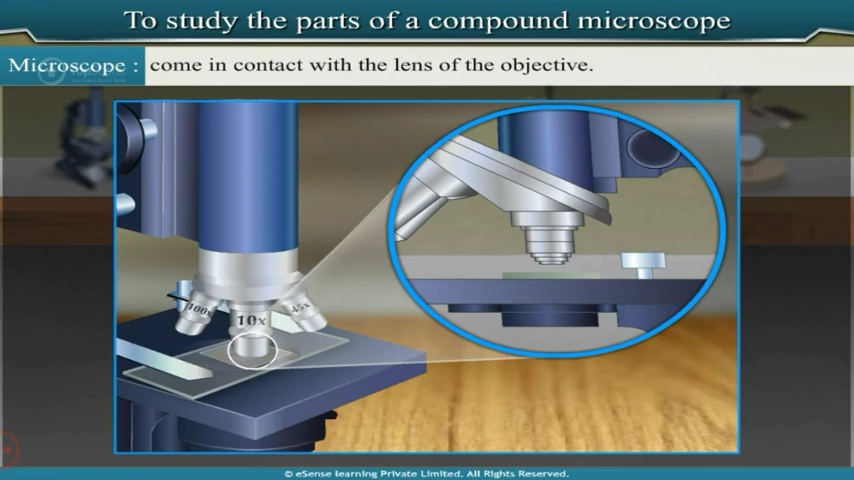 To study the parts of a compound microscope
Microscope : come in contact with the lens of the objective.
100x
10x
45x
© eSense learning Private Limited. All Rights Reserved.